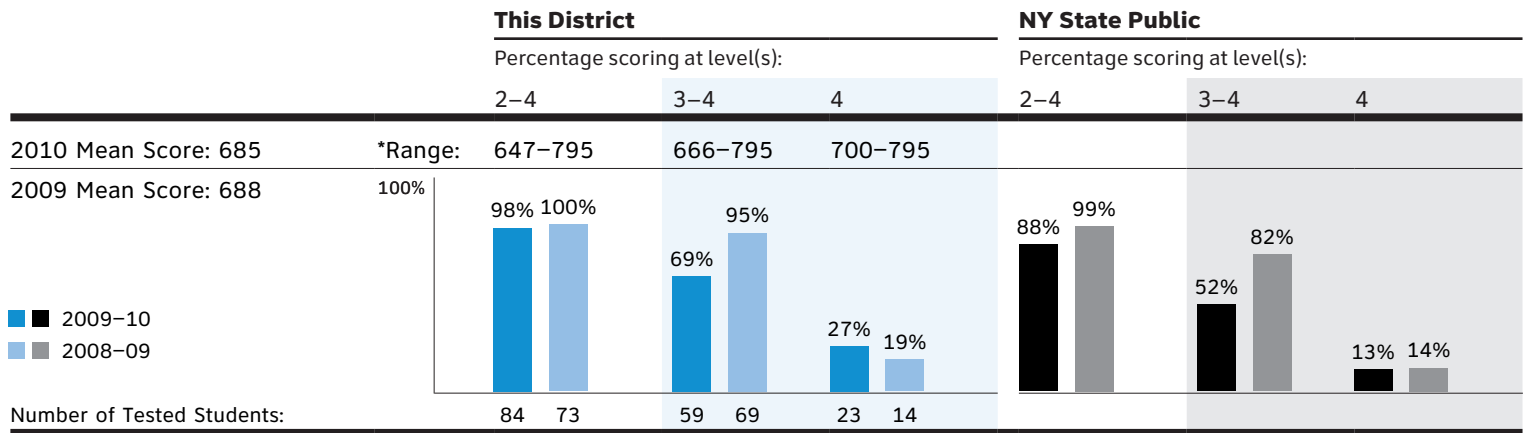 This District NY State Public
Percentage scoring at level(s): Percentage scoring at level(s):
2–4 3–4 4 2–4 3–4 4
2010 Mean Score: 685 *Range: 647–795 666–795 700–795
2009 Mean Score: 688 100%
98% 100% 95% 88% 99% 82%
69% 52%
27% 19% 13% 14%
2009–10
2008–09
Number of Tested Students: 84 73 59 69 23 14